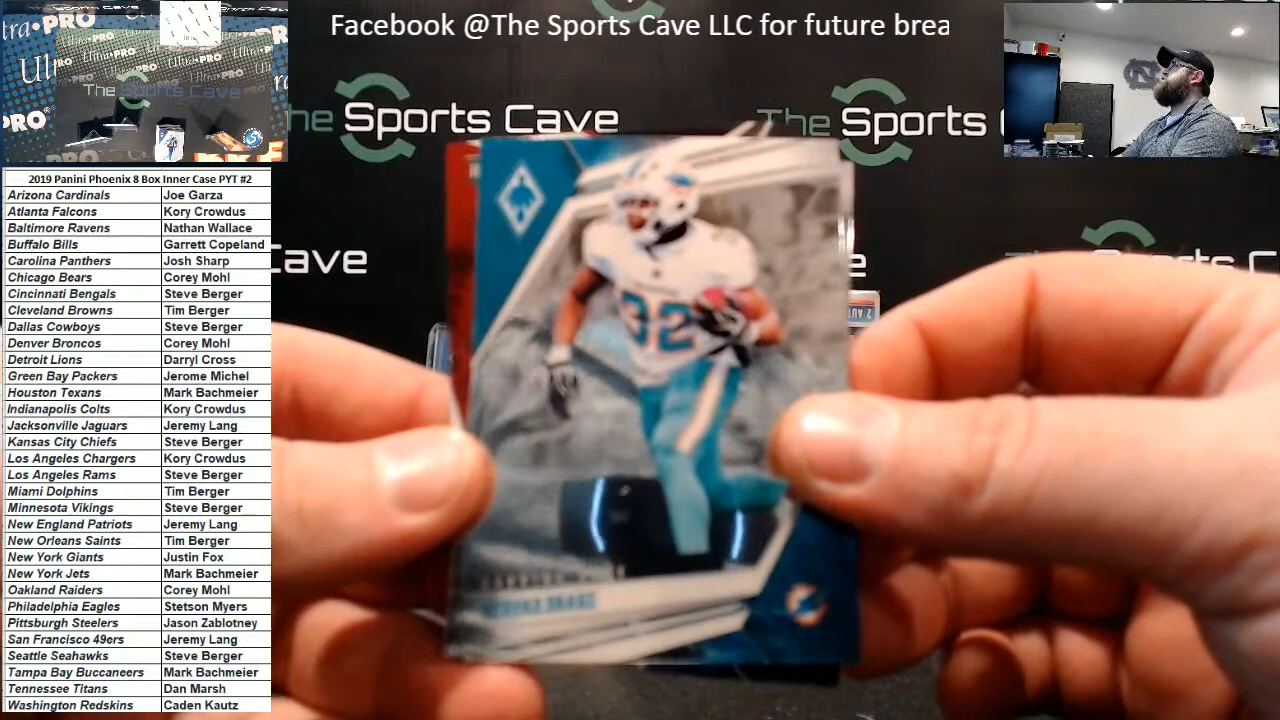 Facebook @The Sports Cave LLC for future brea
Ultra•PRO
The Sports Cave
The Sports Cave
The Sports C
Cave
PRO
2019 Panini Phoenix 8 Box Inner Case PYT #2
Arizona Cardinals Joe Garza
Atlanta Falcons Kory Crowdus
Baltimore Ravens Nathan Wallace
Buffalo Bills Garrett Copeland
Carolina Panthers Josh Sharp
Chicago Bears Corey Mohl
Cincinnati Bengals Steve Berger
Cleveland Browns Tim Berger
Dallas Cowboys Steve Berger
Denver Broncos Corey Mohl
Detroit Lions Darryl Cross
Green Bay Packers Jerome Michel
Houston Texans Mark Bachmeier
Indianapolis Colts Kory Crowdus
Jacksonville Jaguars Jeremy Lang
Kansas City Chiefs Steve Berger
Los Angeles Chargers Kory Crowdus
Los Angeles Rams Steve Berger
Miami Dolphins Tim Berger
Minnesota Vikings Steve Berger
New England Patriots Jeremy Lang
New Orleans Saints Tim Berger
New York Giants Justin Fox
New York Jets Mark Bachmeier
Oakland Raiders Corey Mohl
Philadelphia Eagles Stetson Myers
Pittsburgh Steelers Jason Zablotney
San Francisco 49ers Jeremy Lang
Seattle Seahawks Steve Berger
Tampa Bay Buccaneers Mark Bachmeier
Tennessee Titans Dan Marsh
Washington Redskins Caden Kautz
32